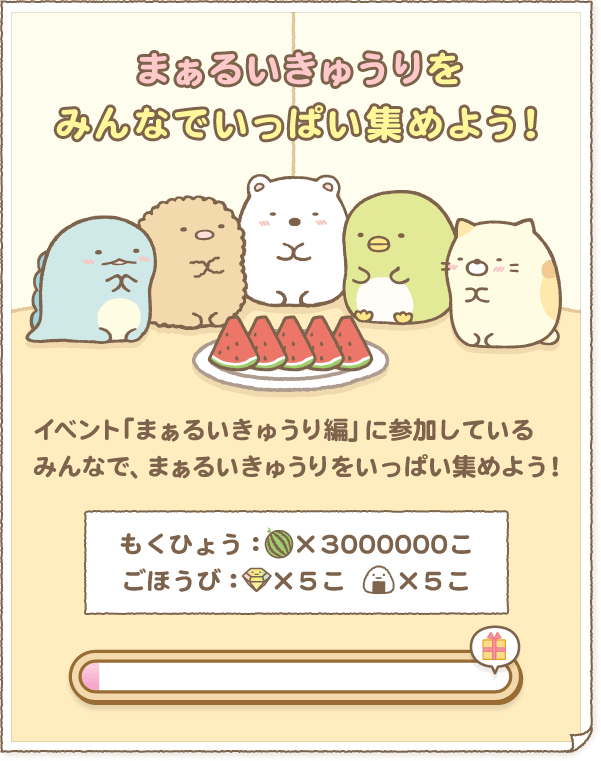 まぁるいきゅうりを
みんなでいっぱい集めよう！
イベント「まぁるいきゅうり編」に参加している
みんなで、まぁるいきゅうりをいっぱい集めよう！
もくひょう：×3000000こ
ごほうび：×５こ ×５こ